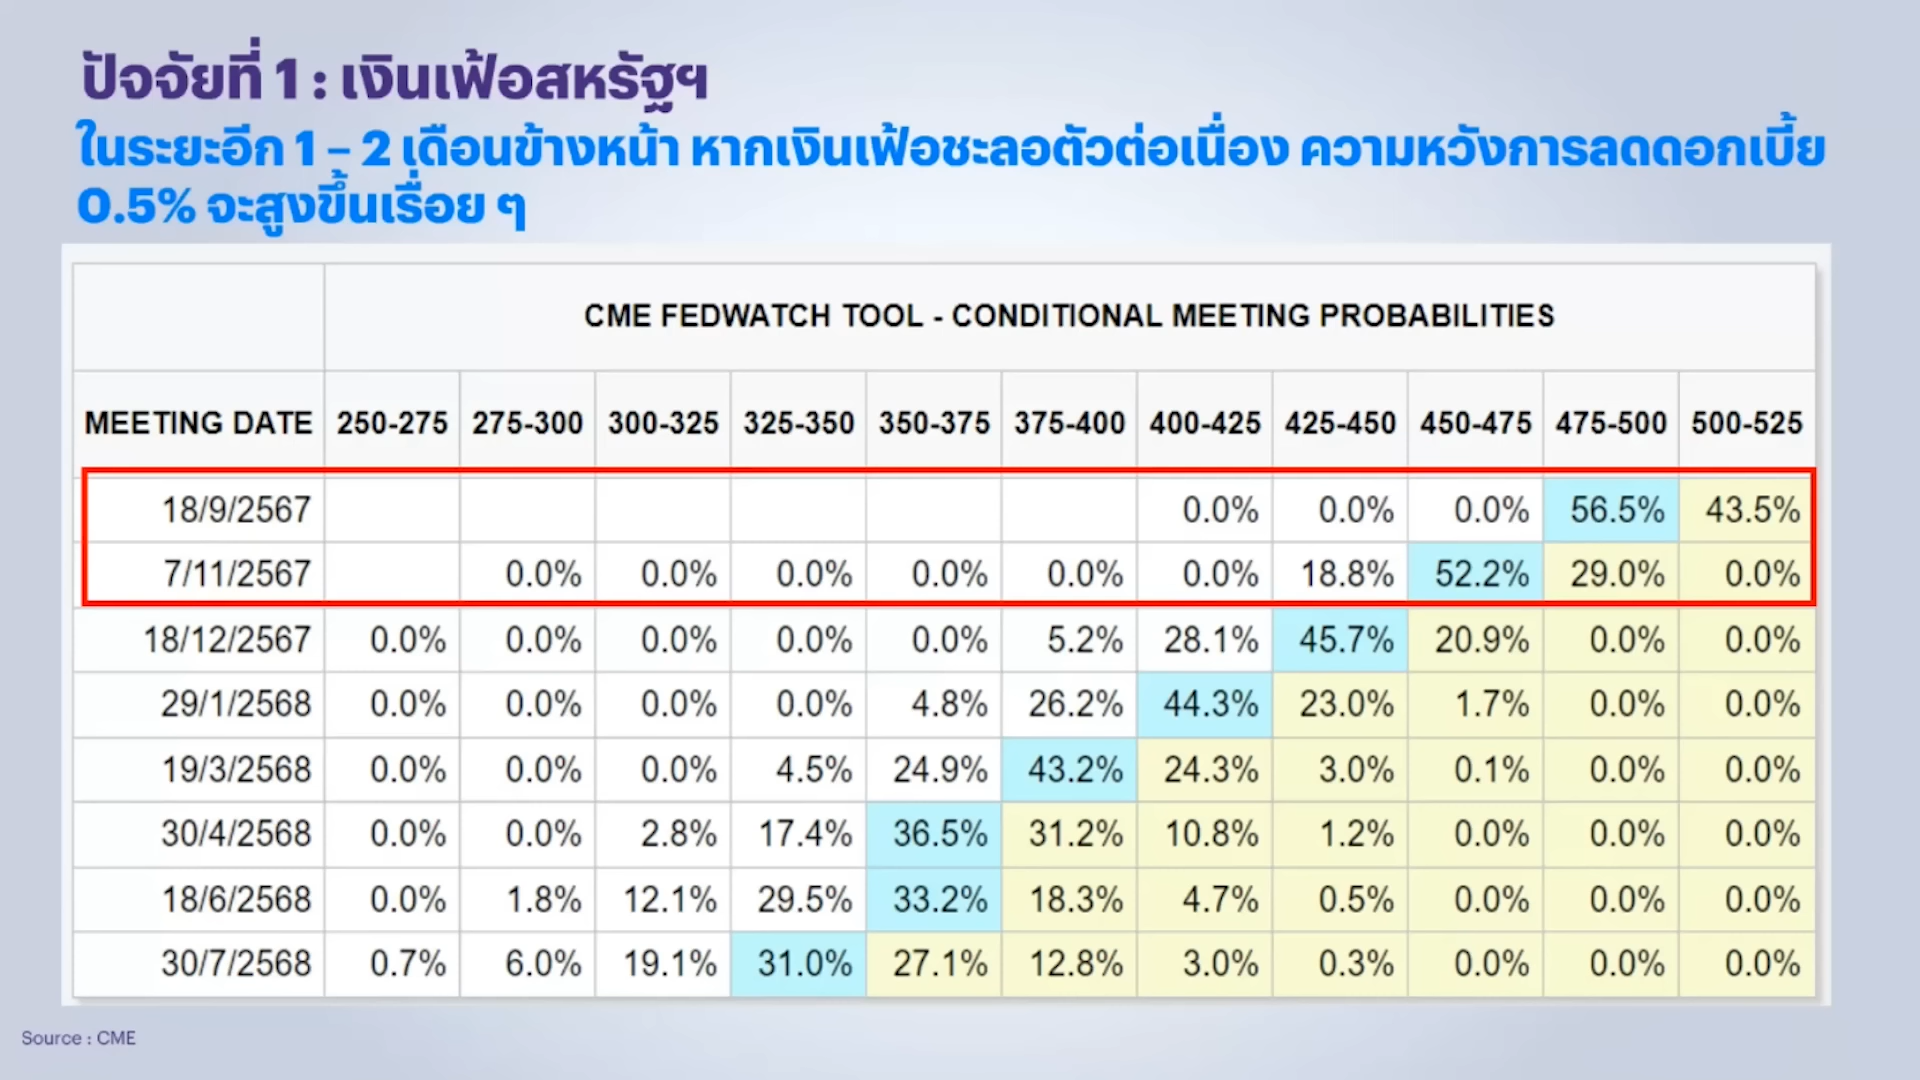 ปัจจัยที่ 1 : เงินเฟ้อสหรัฐฯ
ในระยะอีก 1 – 2 เดือนข้างหน้า หากเงินเฟ้อชะลอตัวต่อเนื่อง ความหวังการลดดอกเบี้ย
0.5% จะสูงขึ้นเรื่อย ๆ
CME FEDWATCH TOOL - CONDITIONAL MEETING PROBABILITIES
MEETING DATE 250-275 275-300 300-325 325-350 350-375 375-400 400-425 425-450 450-475 475-500 500-525
18/9/2567 0.0% 0.0% 0.0% 56.5% 43.5%
7/11/2567 0.0% 0.0% 0.0% 0.0% 0.0% 0.0% 18.8% 52.2% 29.0% 0.0%
18/12/2567 0.0% 0.0% 0.0% 0.0% 0.0% 5.2% 28.1% 45.7% 20.9% 0.0% 0.0%
29/1/2568 0.0% 0.0% 0.0% 0.0% 4.8% 26.2% 44.3% 23.0% 1.7% 0.0% 0.0%
19/3/2568 0.0% 0.0% 0.0% 4.5% 24.9% 43.2% 24.3% 3.0% 0.1% 0.0% 0.0%
30/4/2568 0.0% 0.0% 2.8% 17.4% 36.5% 31.2% 10.8% 1.2% 0.0% 0.0% 0.0%
18/6/2568 0.0% 1.8% 12.1% 29.5% 33.2% 18.3% 4.7% 0.5% 0.0% 0.0% 0.0%
30/7/2568 0.7% 6.0% 19.1% 31.0% 27.1% 12.8% 3.0% 0.3% 0.0% 0.0% 0.0%
Source : CME